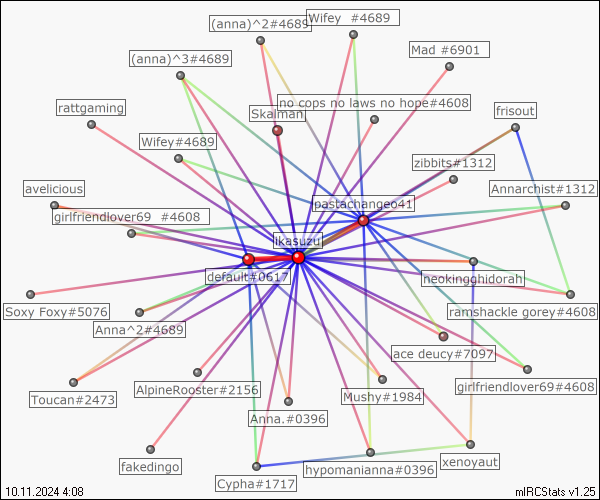 (anna)^2#4689
Wifey  #4689
(anna)^3#4689
Mad #6901
rattgaming
no cops no laws no hope#4608
Skalman
frisout
Wifey#4689
zibbits#1312
avelicious
Annarchist#1312
girlfriendlover69  #4608
pastachangeo41
ikasuzu
default#0617
neokingghidorah
Soxy Foxy#5076
ramshackle gorey#4608
Anna^2#4689
ace deucy#7097
AlpineRooster#2156
girlfriendlover69#4608
Toucan#2473
Mushy#1984
Anna.#0396
fakedingo
hypomanianna#0396
xenoyaut
Cypha#1717
10.11.2024 4:08
mIRCStats v1.25